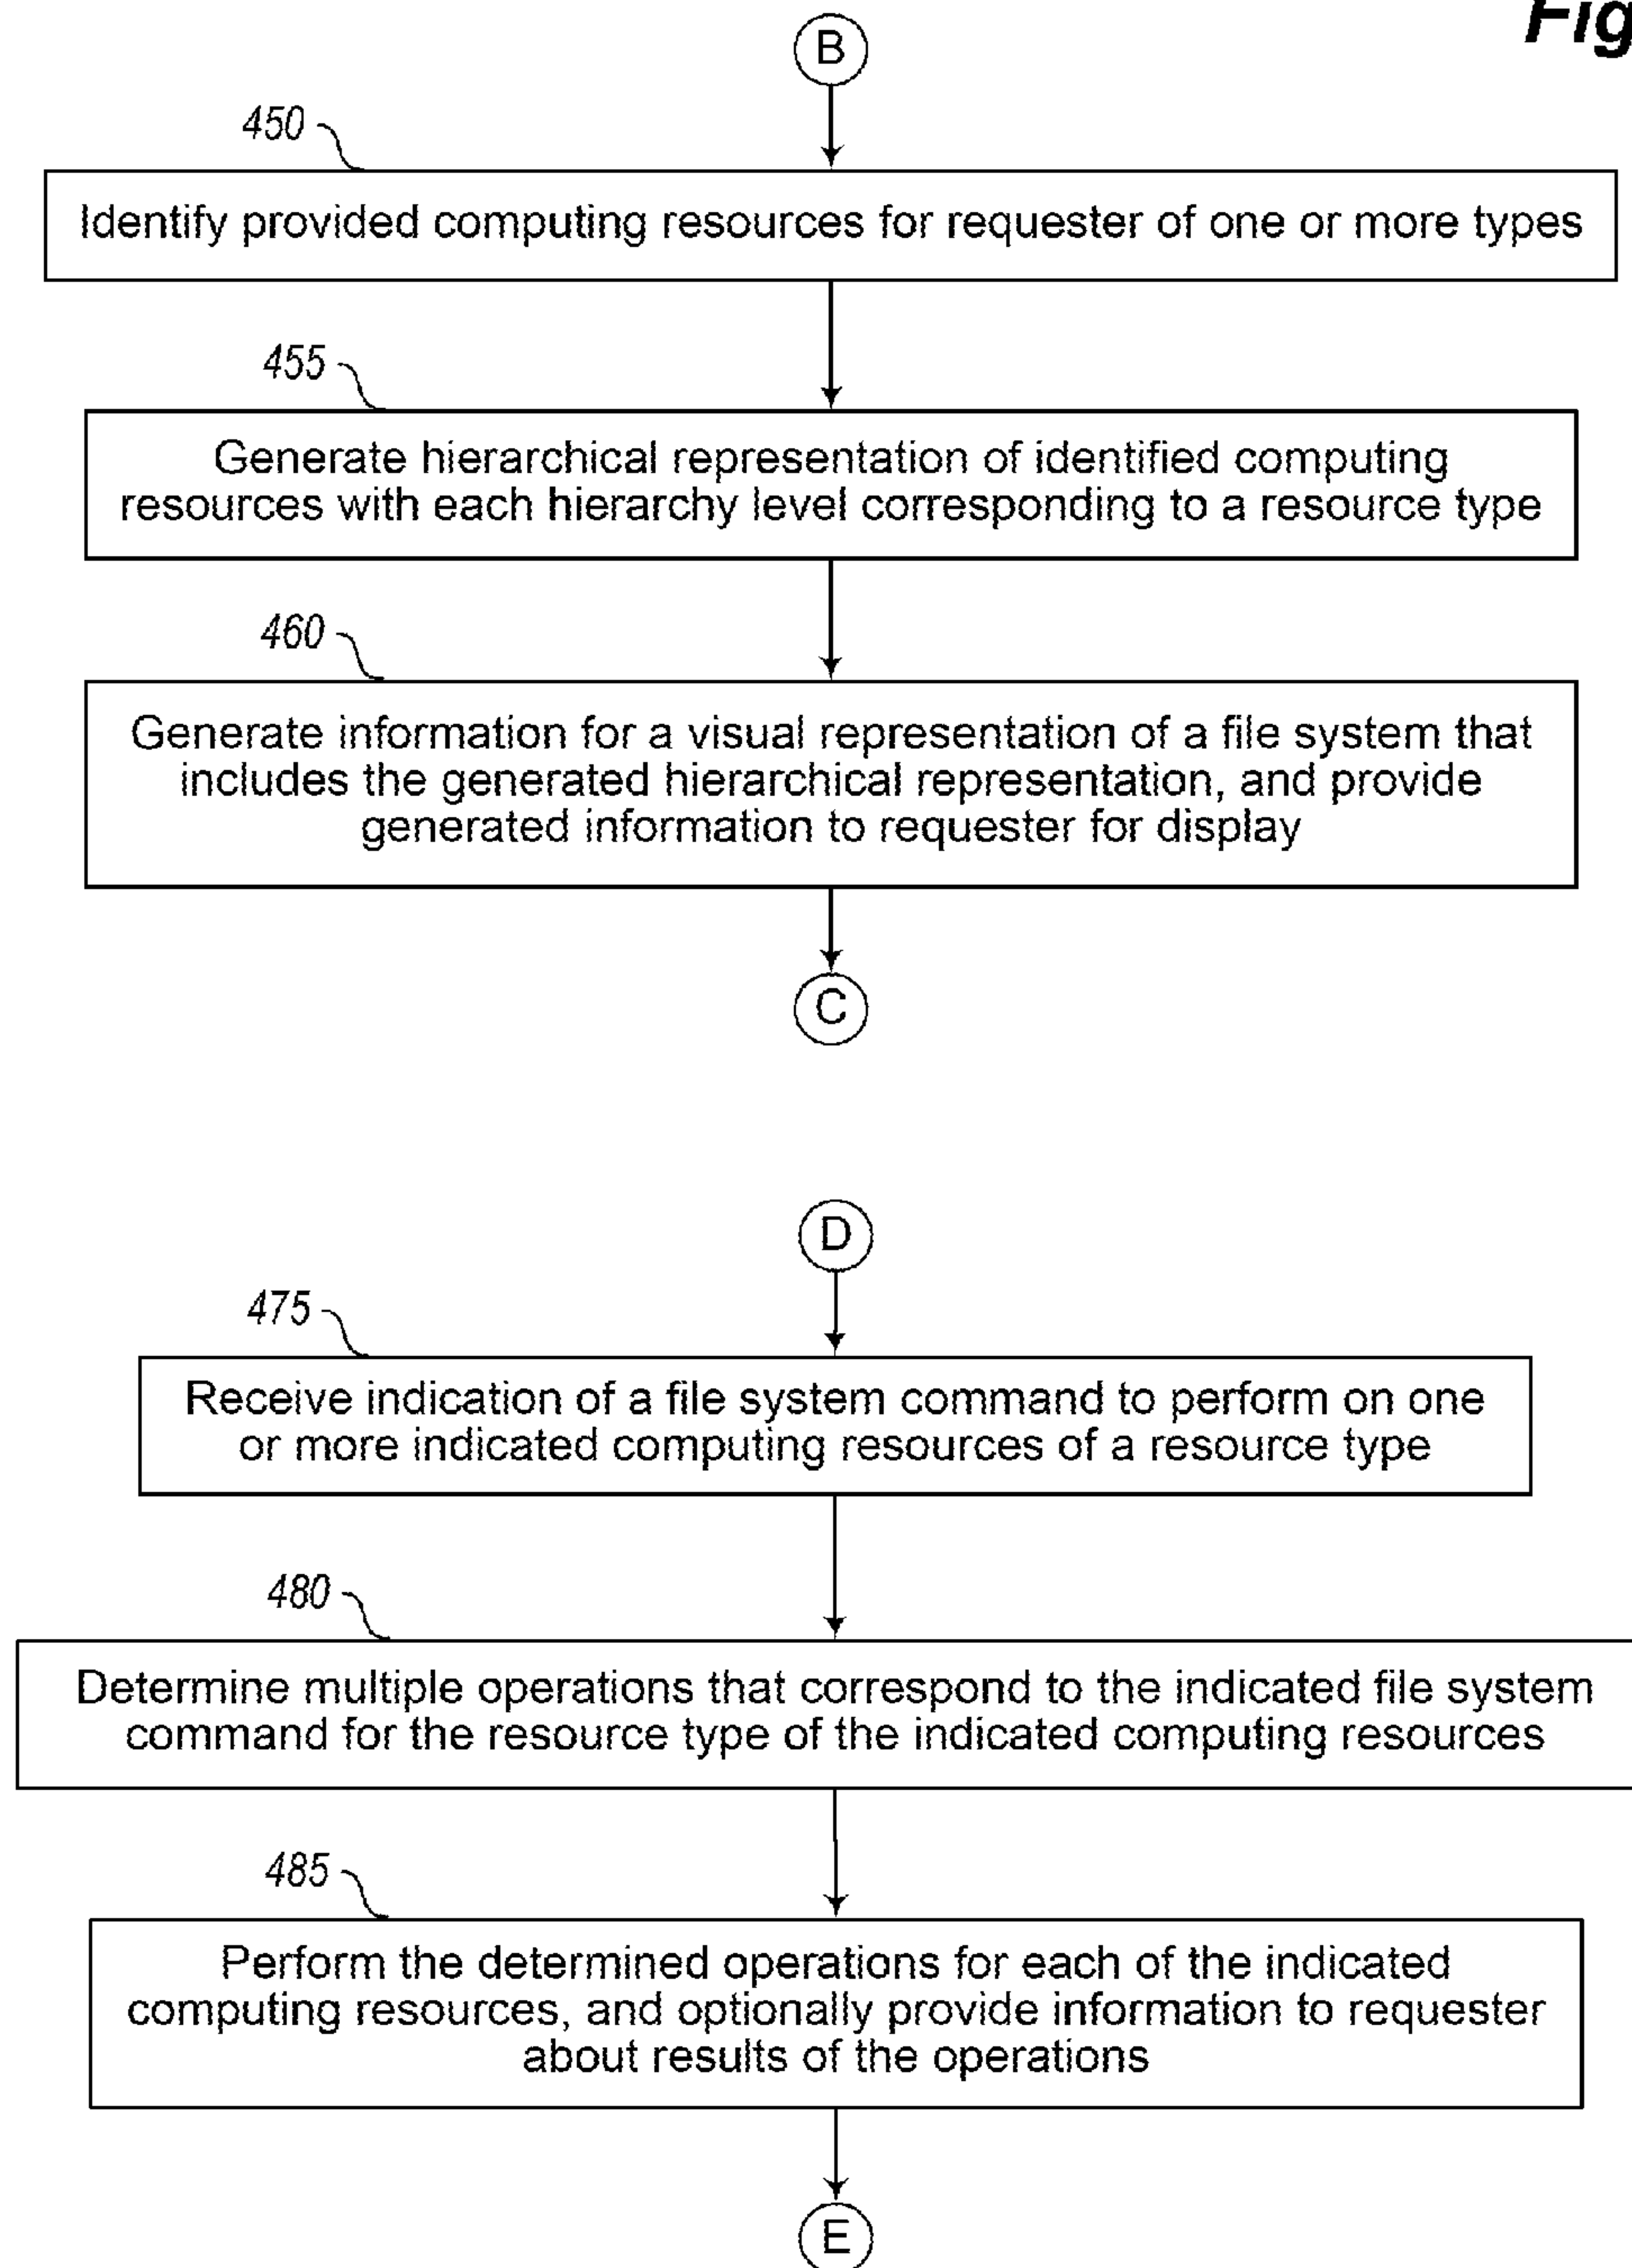 Fig
B
450
Identify provided computing resources for requester of one or more types
455
Generate hierarchical representation of identified computing
resources with each hierarchy level corresponding to a resource type
460
Generate information for a visual representation of a file system that
includes the generated hierarchical representation, and provide
generated information to requester for display
C
D
475
Receive indication of a file system command to perform on one
or more indicated computing resources of a resource type
480
Determine multiple operations that correspond to the indicated file system
command for the resource type of the indicated computing resources
485
Perform the determined operations for each of the indicated
computing resources, and optionally provide information to requester
about results of the operations
E